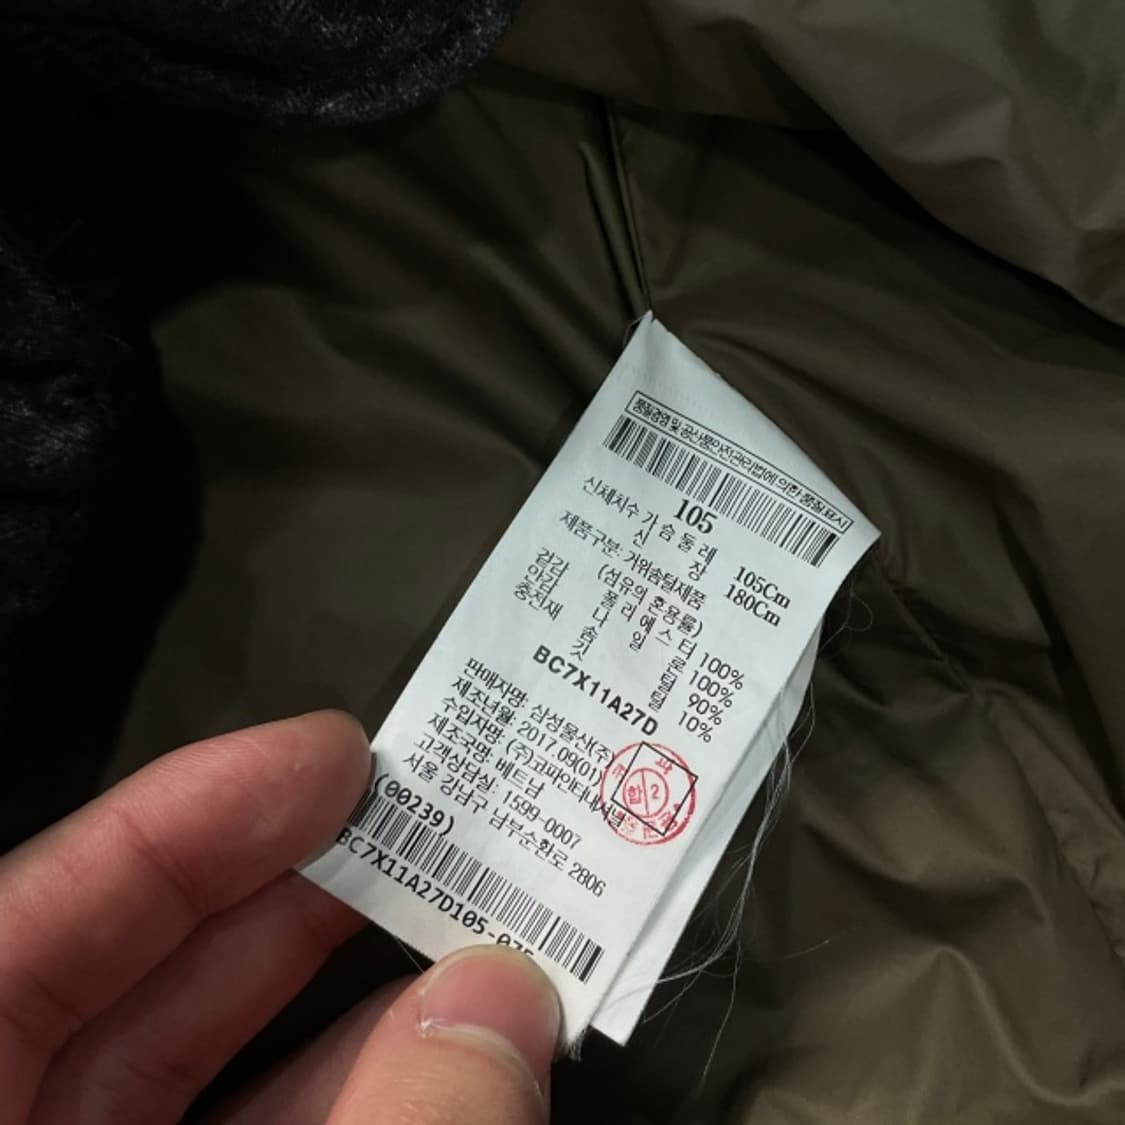 품질경영 및 공산품안전관리법에 의한 품질표시
신체치수 105
가슴둘레 105Cm
신장 180Cm
제품구분: 거위솜털제품
(섬유의 혼용률)
겉감 폴리에스터 100%
안감 나일론 100%
충전재 솜털 90%
깃털 10%
BC7X11A27D
판매자명: 삼성물산(주)
제조년월: 2017.09(01)
수입자명: (주)코파인터내셔널
제조국명: 베트남
고객상담실: 1599-0007
서울 강남구 남부순환로 2806
(00239)
BC7X11A27D105-075
합 2